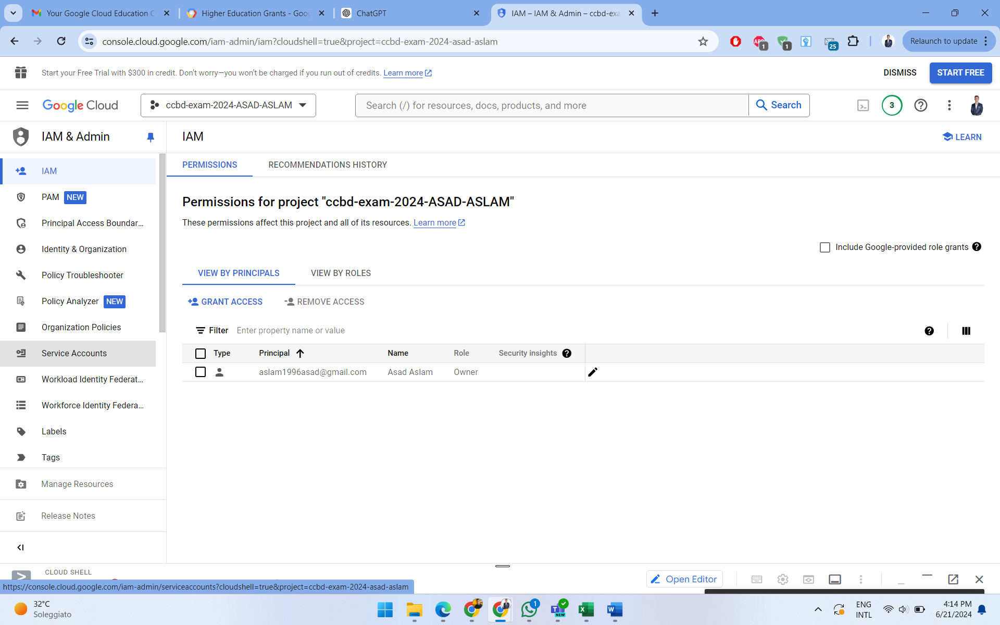 Your Google Cloud Education C
Higher Education Grants - Goog
ChatGPT
IAM – IAM & Admin – ccbd-exa
console.cloud.google.com/iam-admin/iam?cloudshell=true&project=ccbd-exam-2024-asad-aslam
ABP
1
1
25
Relaunch to update
Start your Free Trial with $300 in credit. Don't worry—you won't be charged if you run out of credits. Learn more
DISMISS
START FREE
Google Cloud
ccbd-exam-2024-ASAD-ASLAM
Search (/) for resources, docs, products, and more
Search
3
IAM & Admin
IAM
LEARN
IAM
PAM NEW
Principal Access Boundar...
Identity & Organization
Policy Troubleshooter
Policy Analyzer NEW
Organization Policies
Service Accounts
Workload Identity Federat...
Workforce Identity Federa...
Labels
Tags
Manage Resources
Release Notes
PERMISSIONS
RECOMMENDATIONS HISTORY
Permissions for project "ccbd-exam-2024-ASAD-ASLAM"
These permissions affect this project and all of its resources. Learn more
Include Google-provided role grants
VIEW BY PRINCIPALS
VIEW BY ROLES
GRANT ACCESS
REMOVE ACCESS
Filter Enter property name or value
Type Principal Name Role Security insights
aslam1996asad@gmail.com Asad Aslam Owner
CLOUD SHELL
Open Editor
https://console.cloud.google.com/iam-admin/serviceaccounts?cloudshell=true&project=ccbd-exam-2024-asad-aslam
32°C
Soleggiato
1
NEW
ENG
INTL
4:14 PM
6/21/2024